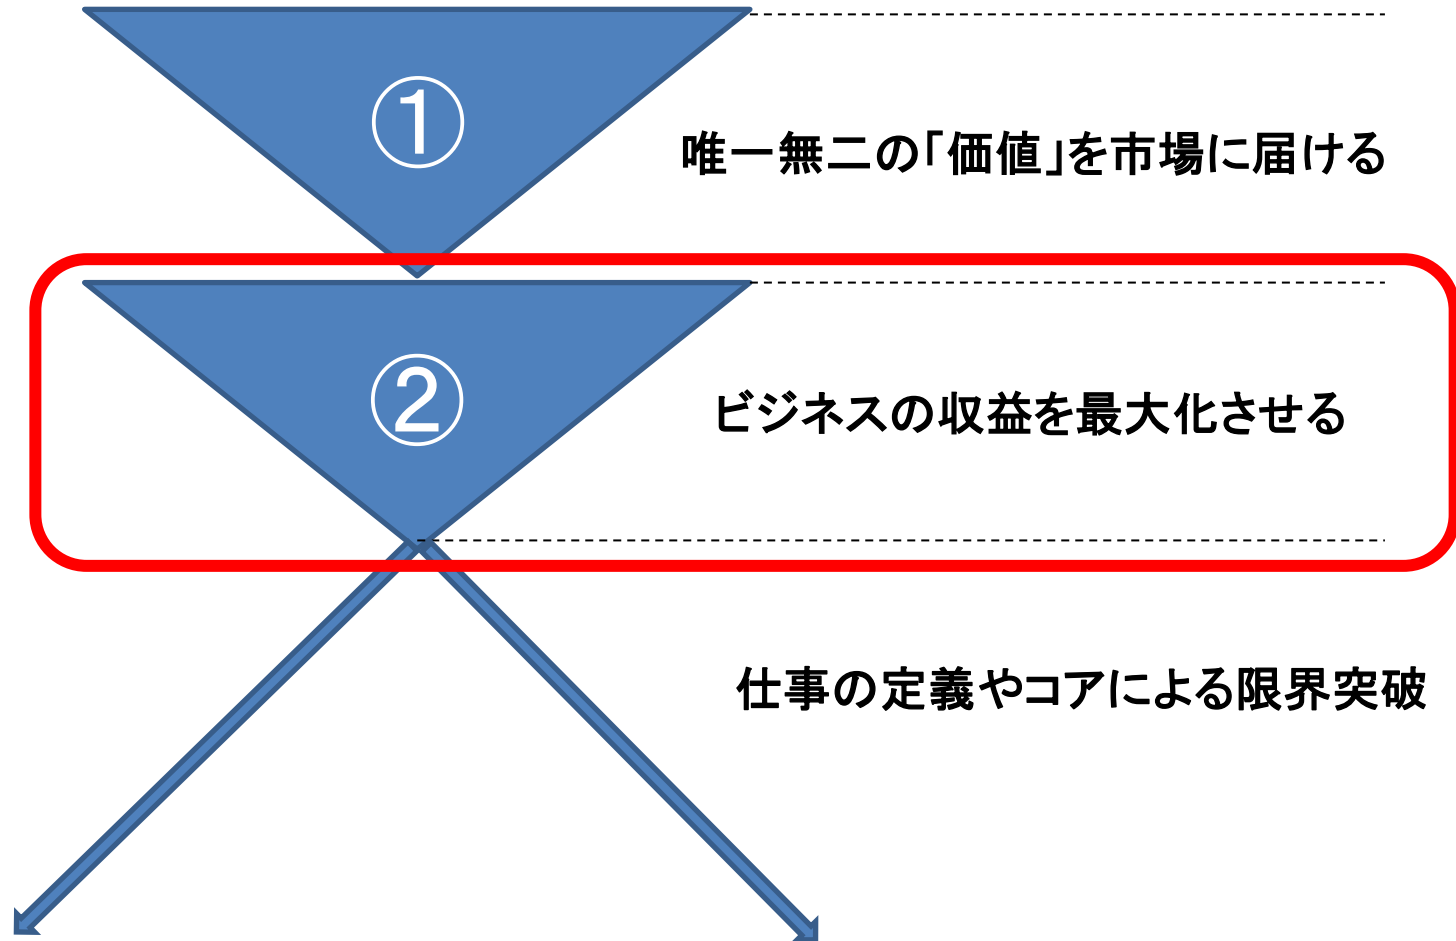 ①
唯一無二の「価値」を市場に届ける
②
ビジネスの収益を最大化させる
仕事の定義やコアによる限界突破